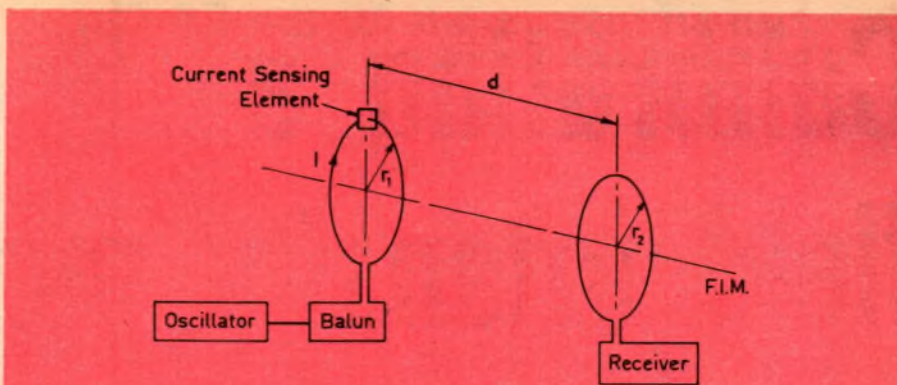 Current Sensing
Element
d
I
r1
r2
F.I.M.
Oscillator
Balun
Receiver